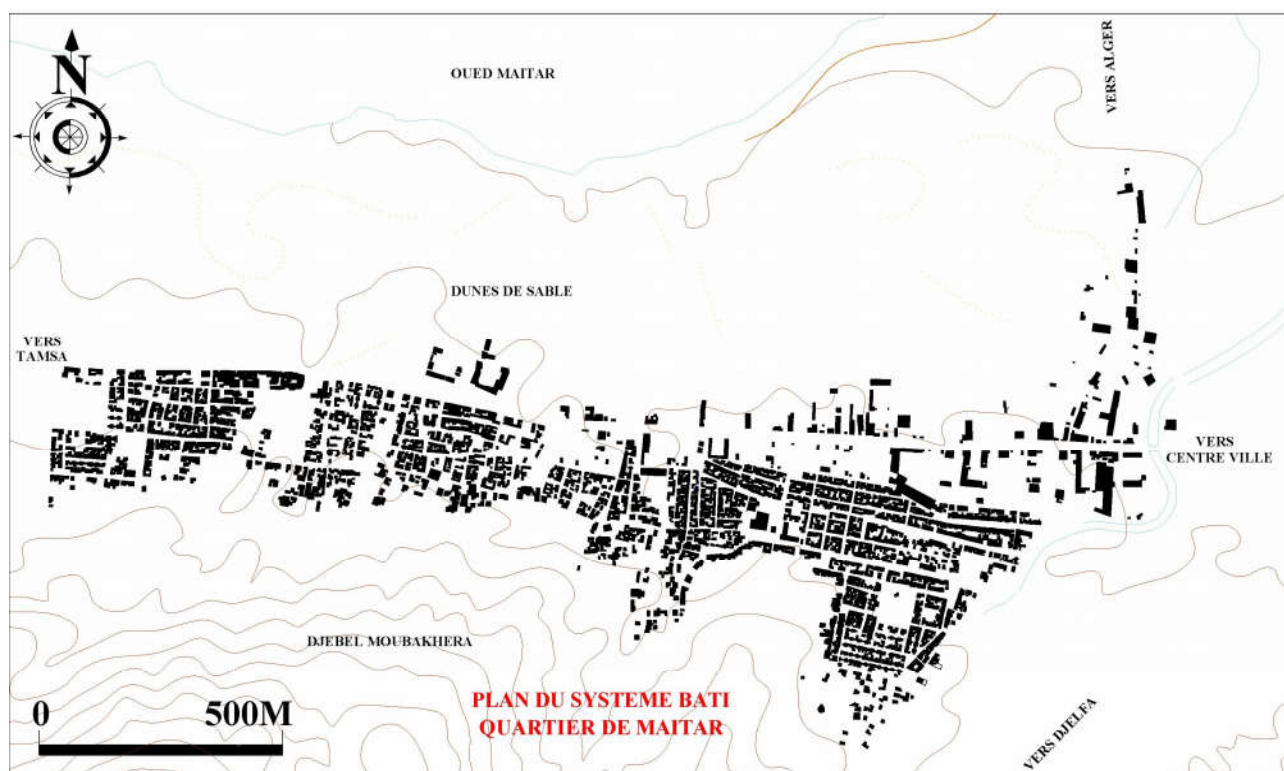 N
OUED MAITAR
VERS ALGER
DUNES DE SABLE
VERS
TAMSA
VERS
CENTRE VILLE
DJEBEL MOUBAKHERA
PLAN DU SYSTEME BATI
QUARTIER DE MAITAR
0 500M
VERS DJELFA